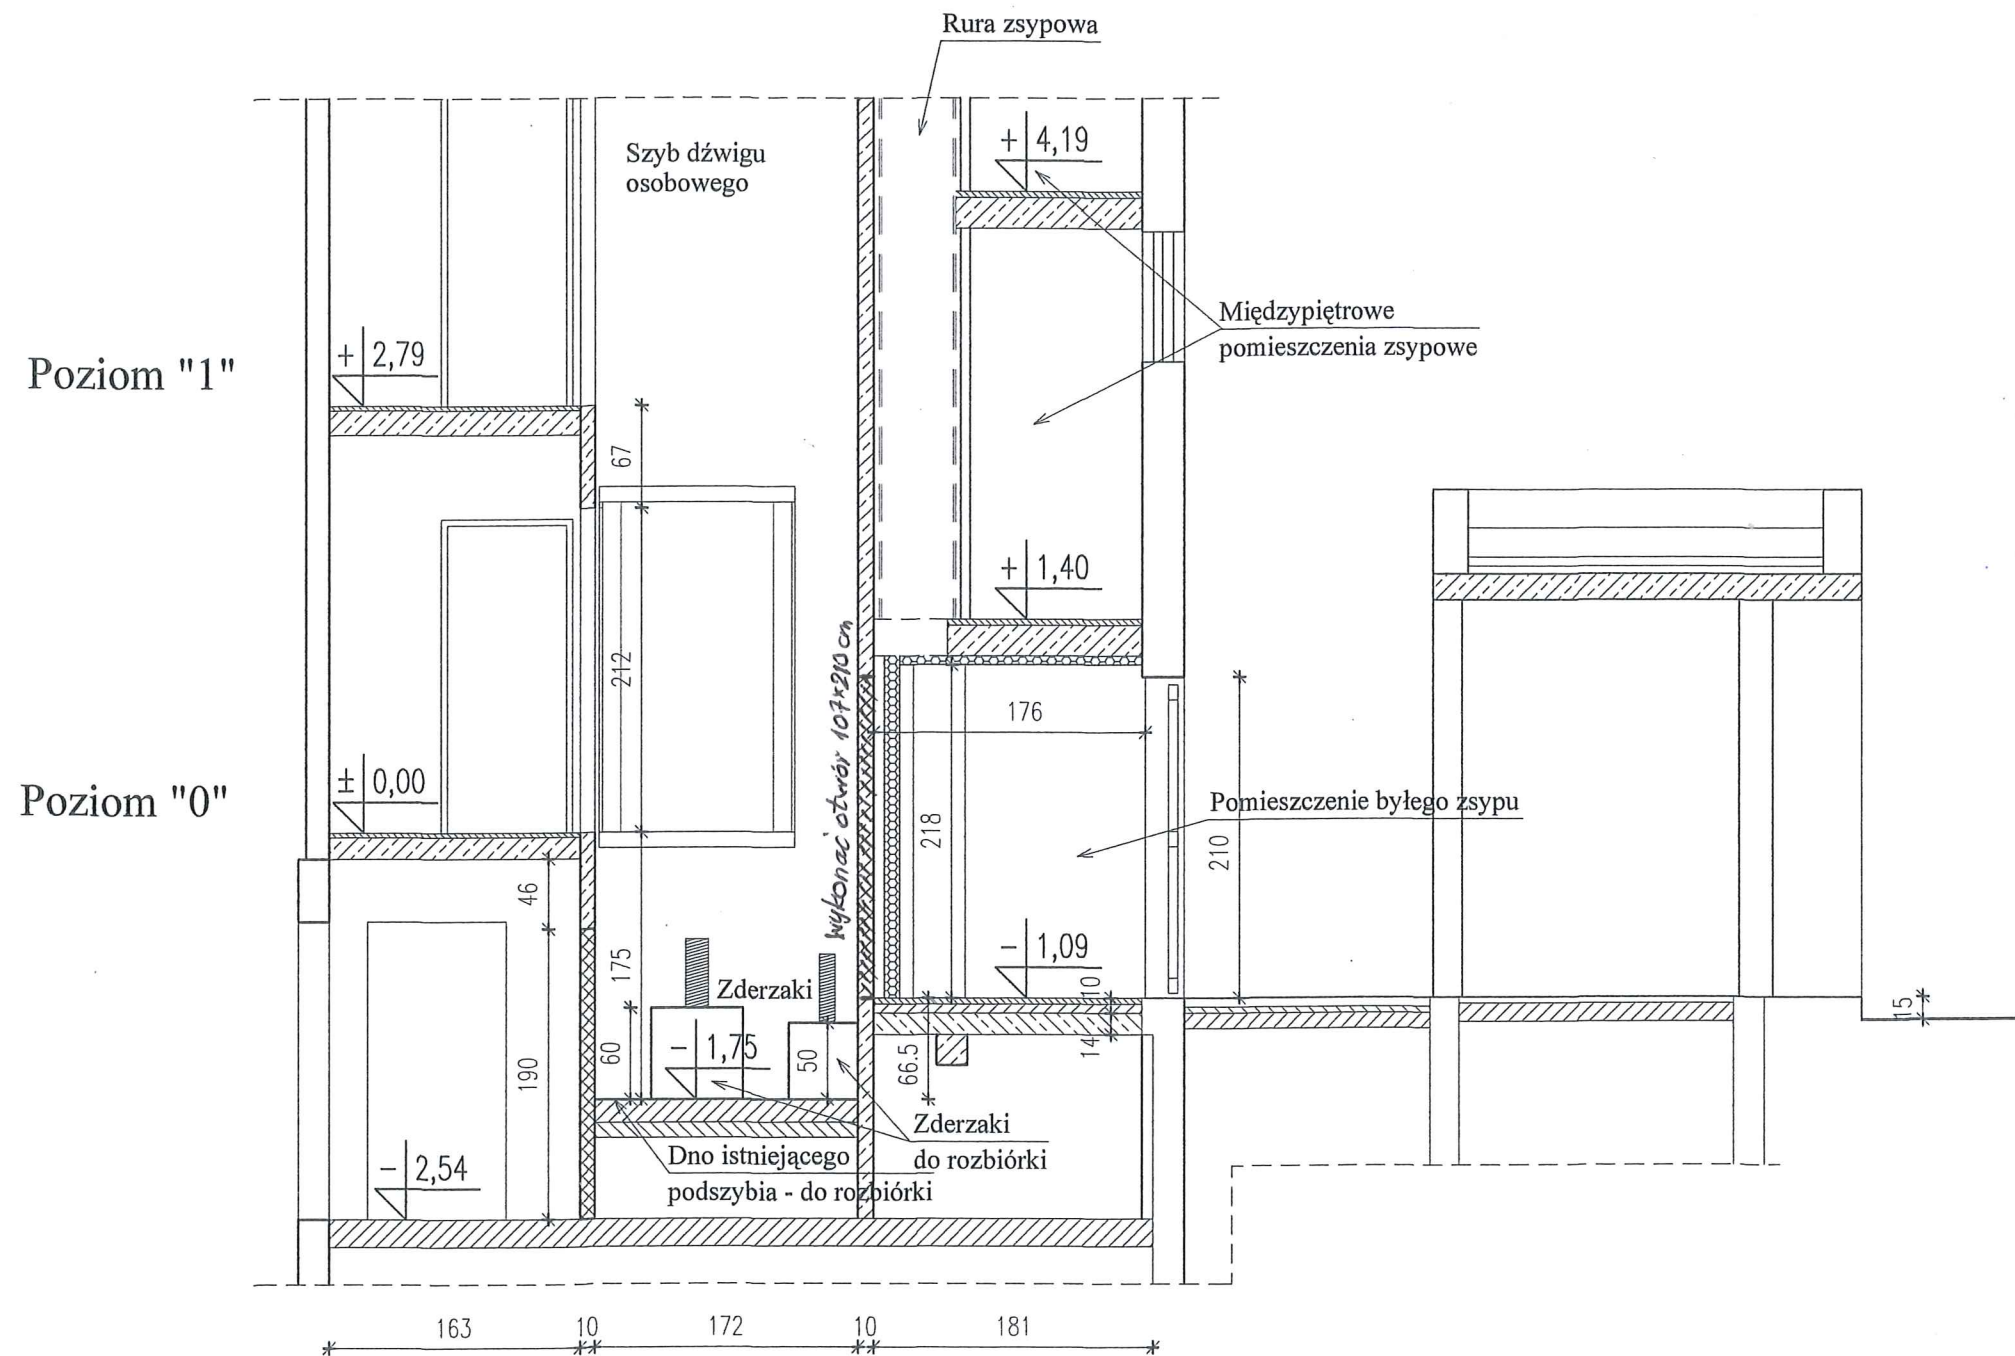 Rura zsypowa
Szyb dźwigu
osobowego
+ 4,19
Międzypiętrowe
pomieszczenia zsypowe
Poziom "1"
+ 2,79
67
+ 1,40
212
wykonać otwór 107x210 cm
176
Poziom "0"
± 0,00
Pomieszczenie byłego zsypu
218
210
46
175
- 1,09
10
Zderzaki
15
60
- 1,75
50
66.5
14
190
Zderzaki
do rozbiórki
Dno istniejącego
podszybia - do rozbiórki
- 2,54
163
10
172
10
181